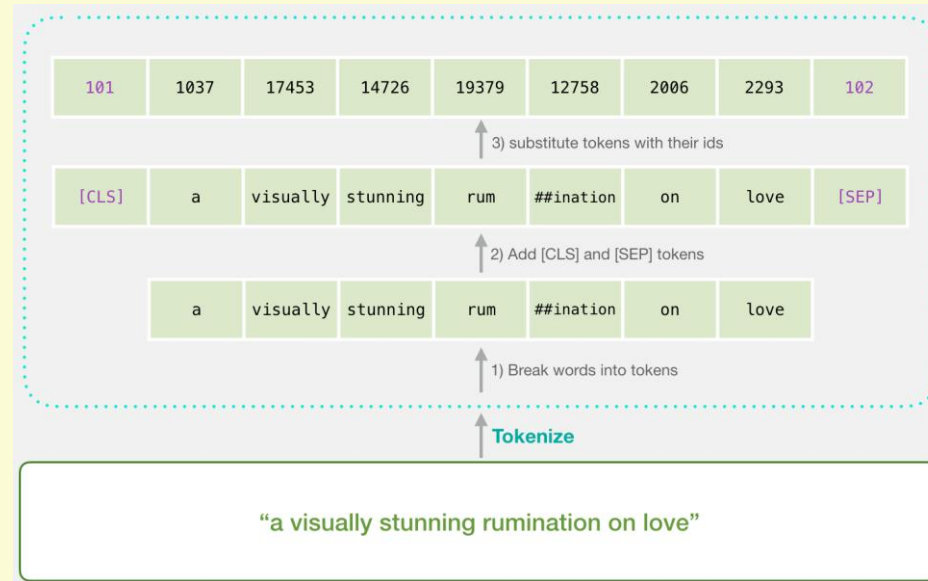 101 1037 17453 14726 19379 12758 2006 2293 102
3) substitute tokens with their ids
[CLS] a visually stunning rum ##ination on love [SEP]
2) Add [CLS] and [SEP] tokens
a visually stunning rum ##ination on love
1) Break words into tokens
Tokenize
“a visually stunning rumination on love”